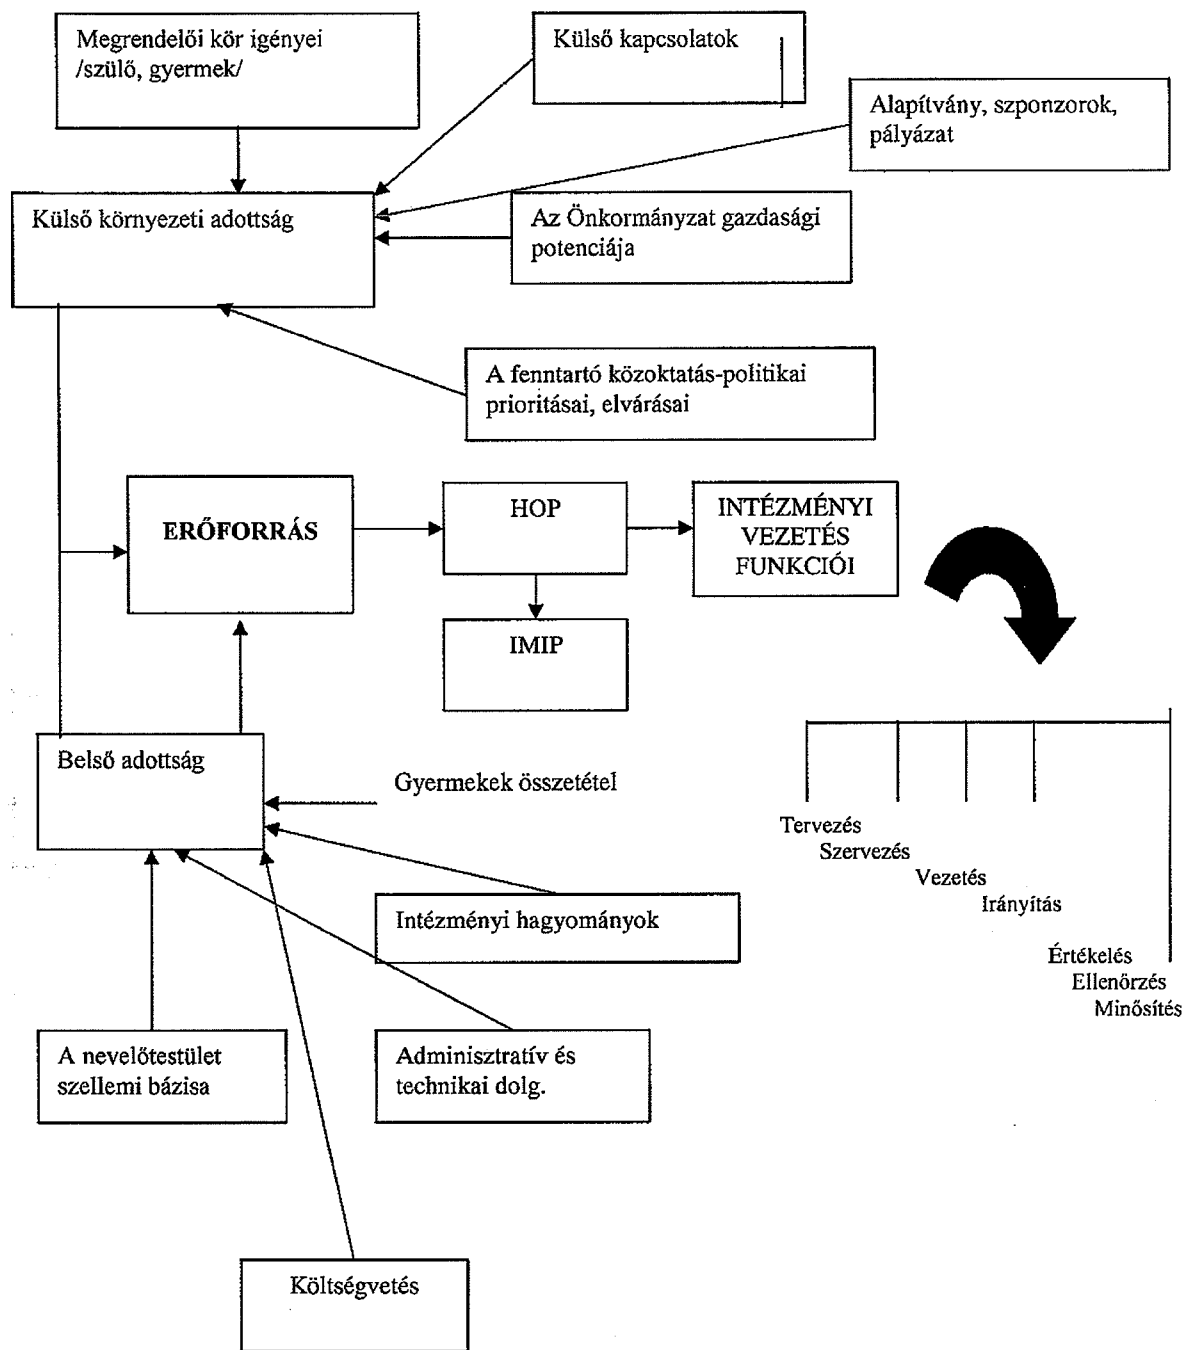 Megrendelői kör igényei
/szülő, gyermek/
Külső kapcsolatok
Alapítvány, szponzorok,
pályázat
Külső környezeti adottság
Az Önkormányzat gazdasági
potenciája
A fenntartó közoktatás-politikai
prioritásai, elvárásai
ERŐFORRÁS
HOP
INTÉZMÉNYI
VEZETÉS
FUNKCIÓI
IMIP
Belső adottság
Gyermekek összetétel
Tervezés
Szervezés
Vezetés
Irányítás
Értékelés
Ellenőrzés
Minősítés
Intézményi hagyományok
A nevelőtestület
szellemi bázisa
Adminisztratív és
technikai dolg.
Költségvetés